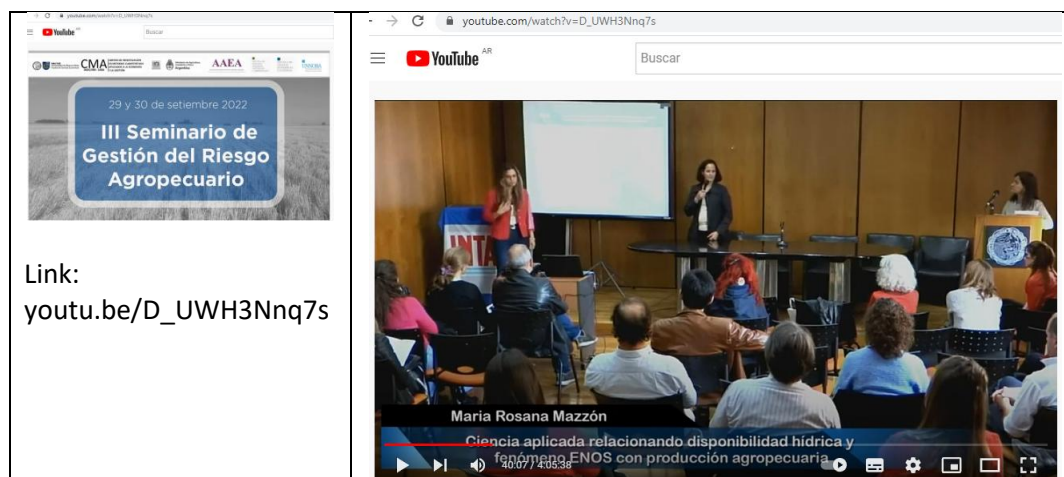 youtube.com/watch?v=D_UWH3Nnq7s
YouTube
Buscar
CMA
AAEA
29 y 30 de setiembre 2022
III Seminario de
Gestión del Riesgo
Agropecuario
Link:
youtu.be/D_UWH3Nnq7s
youtube.com/watch?v=D_UWH3Nnq7s
YouTube AR
Buscar
INTA
Maria Rosana Mazzón
Ciencia aplicada relacionando disponibilidad hídrica y
fenómeno ENOS con producción agropecuaria
40:07 / 4:05:38